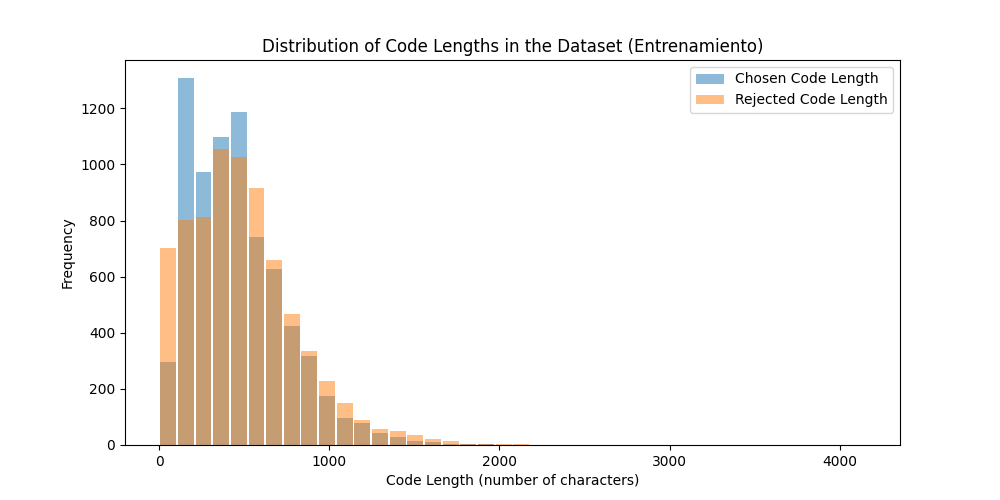 Distribution of Code Lengths in the Dataset (Entrenamiento)
Chosen Code Length
Rejected Code Length
Frequency
1200
1000
800
600
400
200
0
0 1000 2000 3000 4000
Code Length (number of characters)